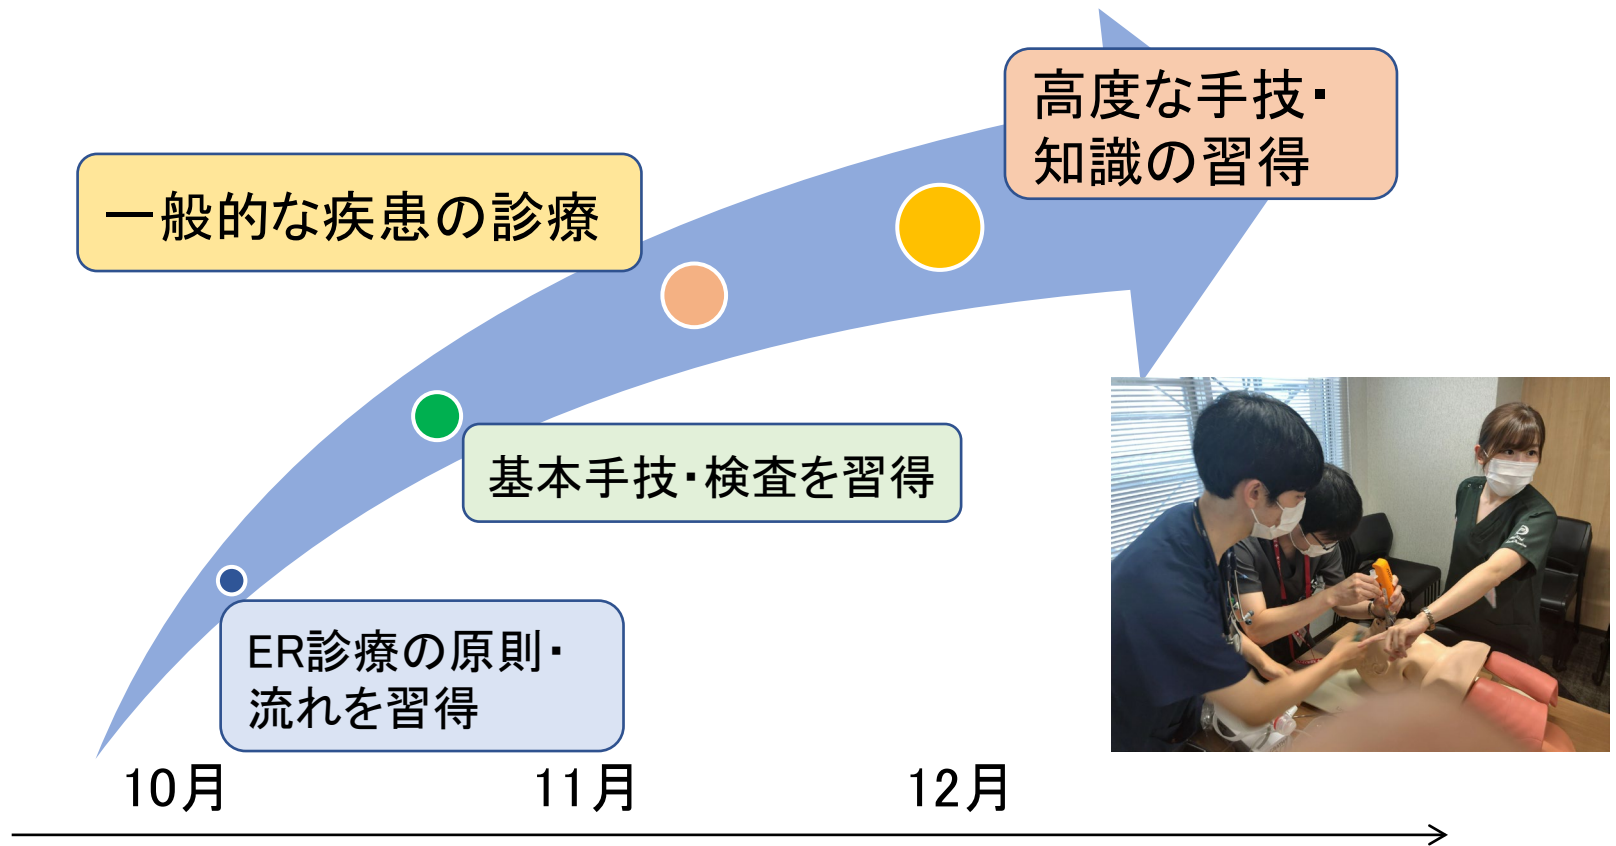 高度な手技・
知識の習得
一般的な疾患の診療
基本手技・検査を習得
ER診療の原則・
流れを習得
10月
11月
12月